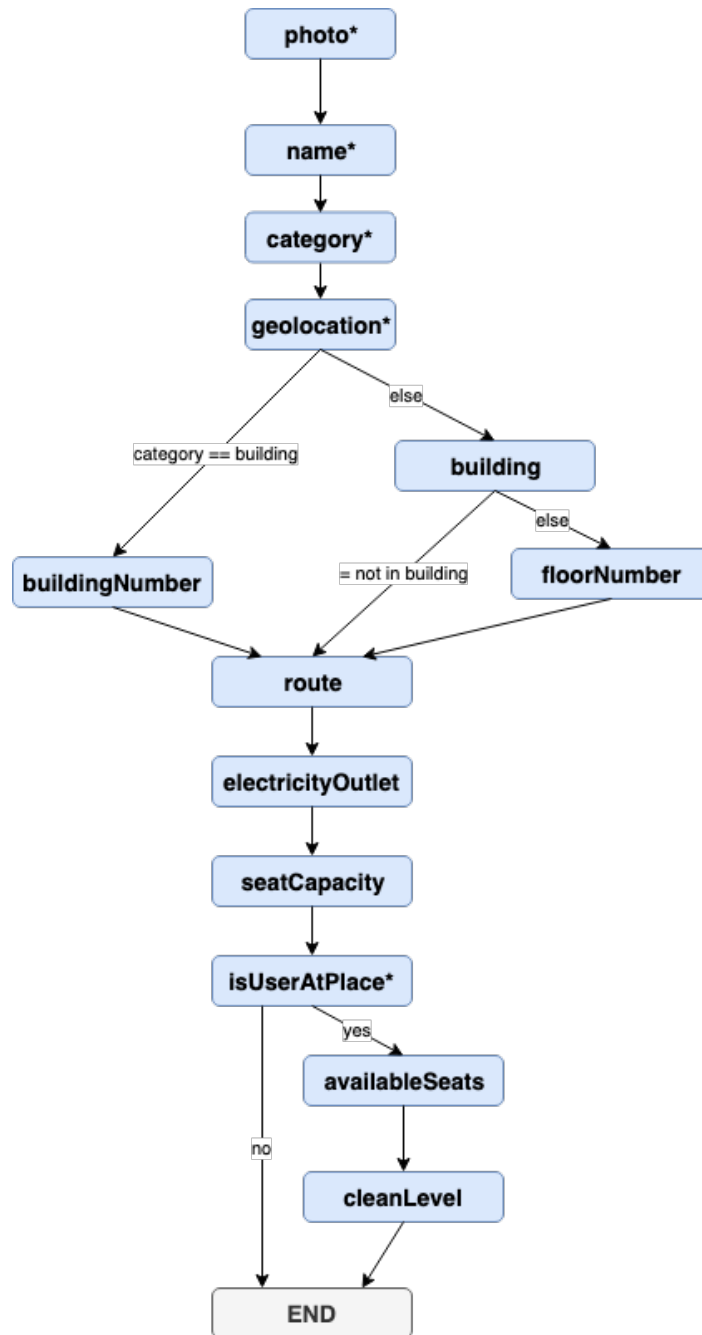 photo*
name*
category*
geolocation*
else
category == building
building
else
= not in building
floorNumber
buildingNumber
route
electricityOutlet
seatCapacity
isUserAtPlace*
yes
availableSeats
no
cleanLevel
END